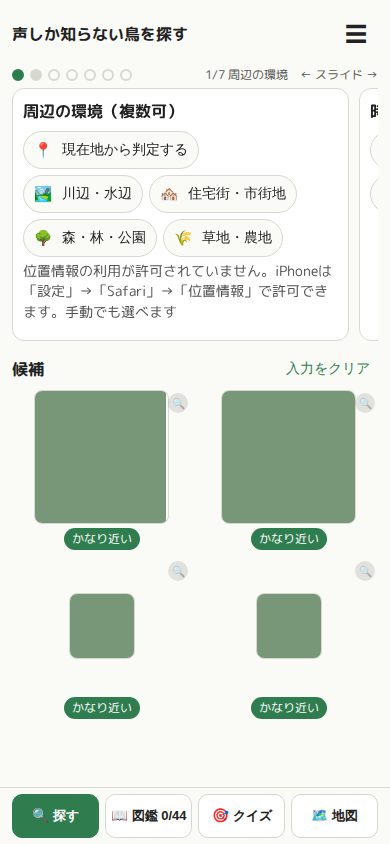 声しか知らない鳥を探す
1/7 周辺の環境 ← スライド →
周辺の環境（複数可）
📍 現在地から判定する
🏞️ 川辺・水辺 🏘️ 住宅街・市街地
🌳 森・林・公園 🌾 草地・農地
位置情報の利用が許可されていません。iPhoneは
「設定」→「Safari」→「位置情報」で許可でき
ます。手動でも選べます
候補 入力をクリア
かなり近い かなり近い
かなり近い かなり近い
🔍 探す 📖 図鑑 0/44 🎯 クイズ 🗺️ 地図